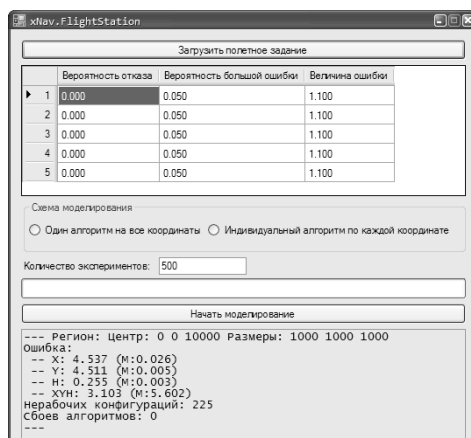 xNav.FlightStation
Загрузить полетное задание
Вероятность отказа Вероятность большой ошибки Величина ошибки
1 0.000 0.050 1.100
2 0.000 0.050 1.100
3 0.000 0.050 1.100
4 0.000 0.050 1.100
5 0.000 0.050 1.100
Схема моделирования
Один алгоритм на все координаты Индивидуальный алгоритм по каждой координате
Количество экспериментов: 500
Начать моделирование
--- Регион: Центр: 0 0 10000 Размеры: 1000 1000 1000
Ошибка:
-- X: 4.537 (M:0.026)
-- Y: 4.511 (M:0.005)
-- H: 0.255 (M:0.003)
-- XYH: 3.103 (M:5.602)
Нерабочих конфигураций: 225
Сбоев алгоритмов: 0
---